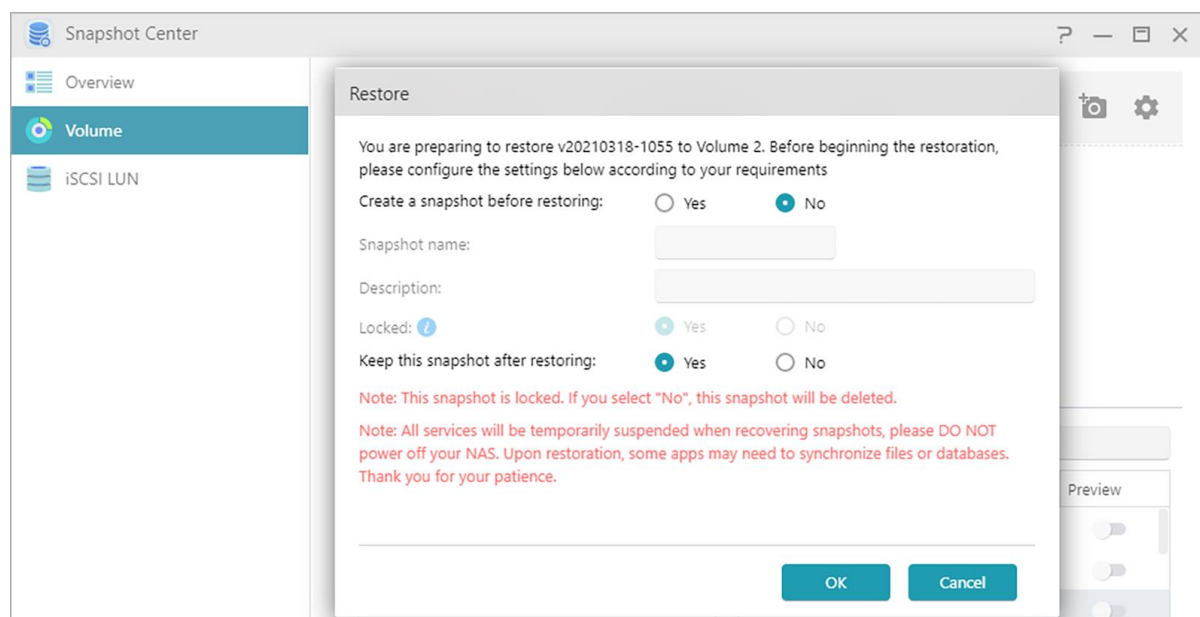 Snapshot Center
Overview
Volume
iSCSI LUN
Restore
You are preparing to restore v20210318-1055 to Volume 2. Before beginning the restoration,
please configure the settings below according to your requirements
Create a snapshot before restoring: Yes No
Snapshot name:
Description:
Locked: i Yes No
Keep this snapshot after restoring: Yes No
Note: This snapshot is locked. If you select "No", this snapshot will be deleted.
Note: All services will be temporarily suspended when recovering snapshots, please DO NOT
power off your NAS. Upon restoration, some apps may need to synchronize files or databases.
Thank you for your patience.
Preview
OK Cancel